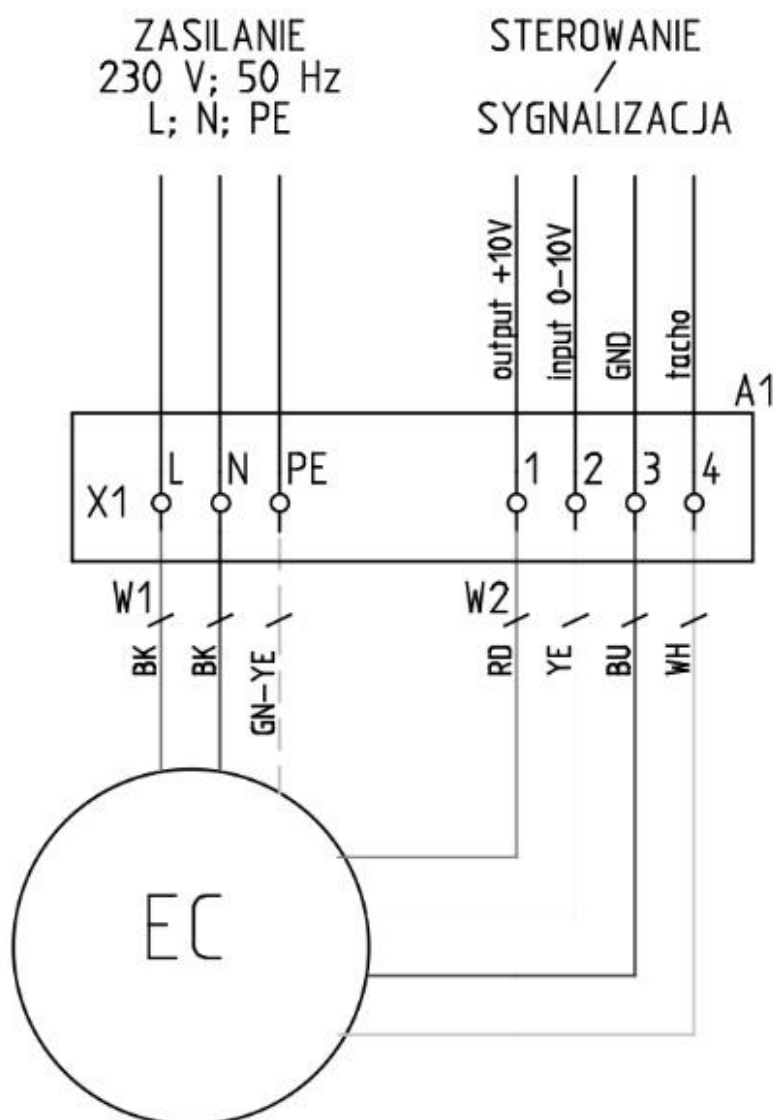 ZASILANIE
230 V; 50 Hz
L; N; PE
STEROWANIE
/
SYGNALIZACJA
output +10V
input 0-10V
GND
tacho
A1
X1
L
N
PE
1
2
3
4
W1
W2
BK
BK
GN-YE
RD
YE
BU
WH
EC